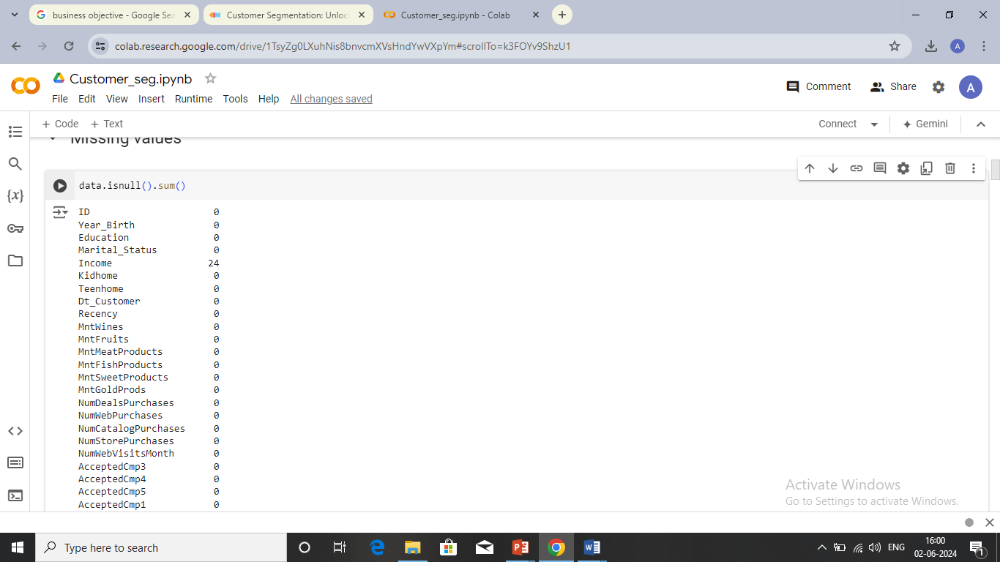 business objective - Google Sea
Customer Segmentation: Unloc
Customer_seg.ipynb - Colab
colab.research.google.com/drive/1TsyZg0LXuhNis8bnvcmXVsHndYwVXpYm#scrollTo=k3FOYv9ShzU1
A
CO
Customer_seg.ipynb
File Edit View Insert Runtime Tools Help All changes saved
Comment Share A
+ Code + Text
Connect Gemini
Missing values
data.isnull().sum()
ID 0
Year_Birth 0
Education 0
Marital_Status 0
Income 24
Kidhome 0
Teenhome 0
Dt_Customer 0
Recency 0
MntWines 0
MntFruits 0
MntMeatProducts 0
MntFishProducts 0
MntSweetProducts 0
MntGoldProds 0
NumDealsPurchases 0
NumWebPurchases 0
NumCatalogPurchases 0
NumStorePurchases 0
NumWebVisitsMonth 0
AcceptedCmp3 0
AcceptedCmp4 0
AcceptedCmp5 0
AcceptedCmp1 0
{x}
Activate Windows
Go to Settings to activate Windows.
Type here to search
ENG
16:00
02-06-2024
1